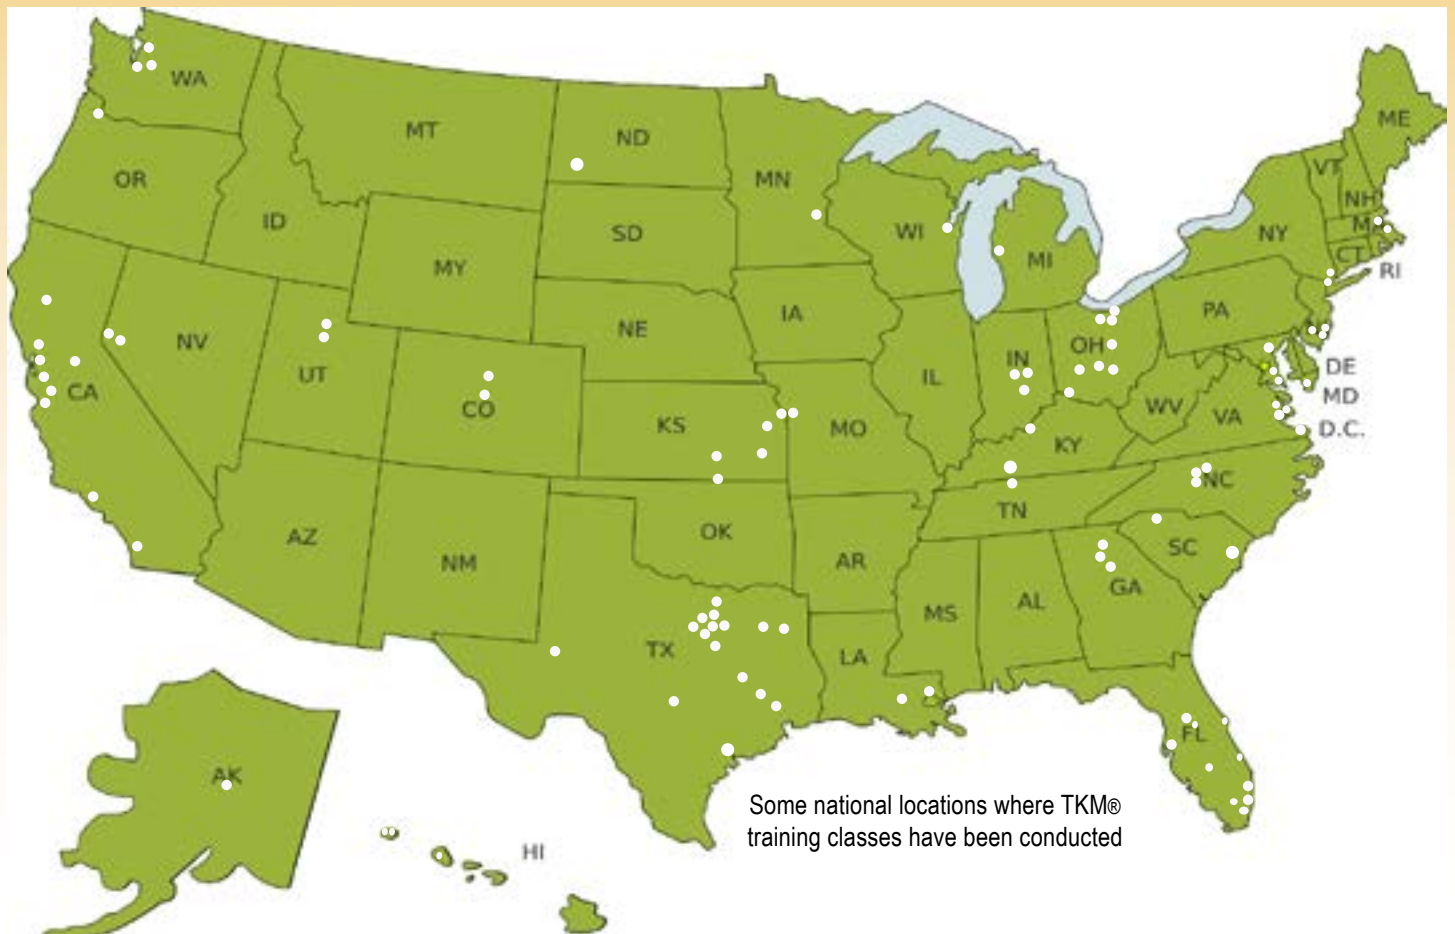 WA
MT
ND
MN
ME
VT
NH
MA
OR
ID
SD
WI
MI
NY
CT
RI
MY
NE
IA
PA
NV
UT
CO
CA
KS
MO
IL
IN
OH
WV
VA
DE
MD
D.C.
KY
NC
TN
AZ
NM
OK
AR
SC
GA
AL
MS
TX
LA
FL
AK
HI
Some national locations where TKM®
training classes have been conducted